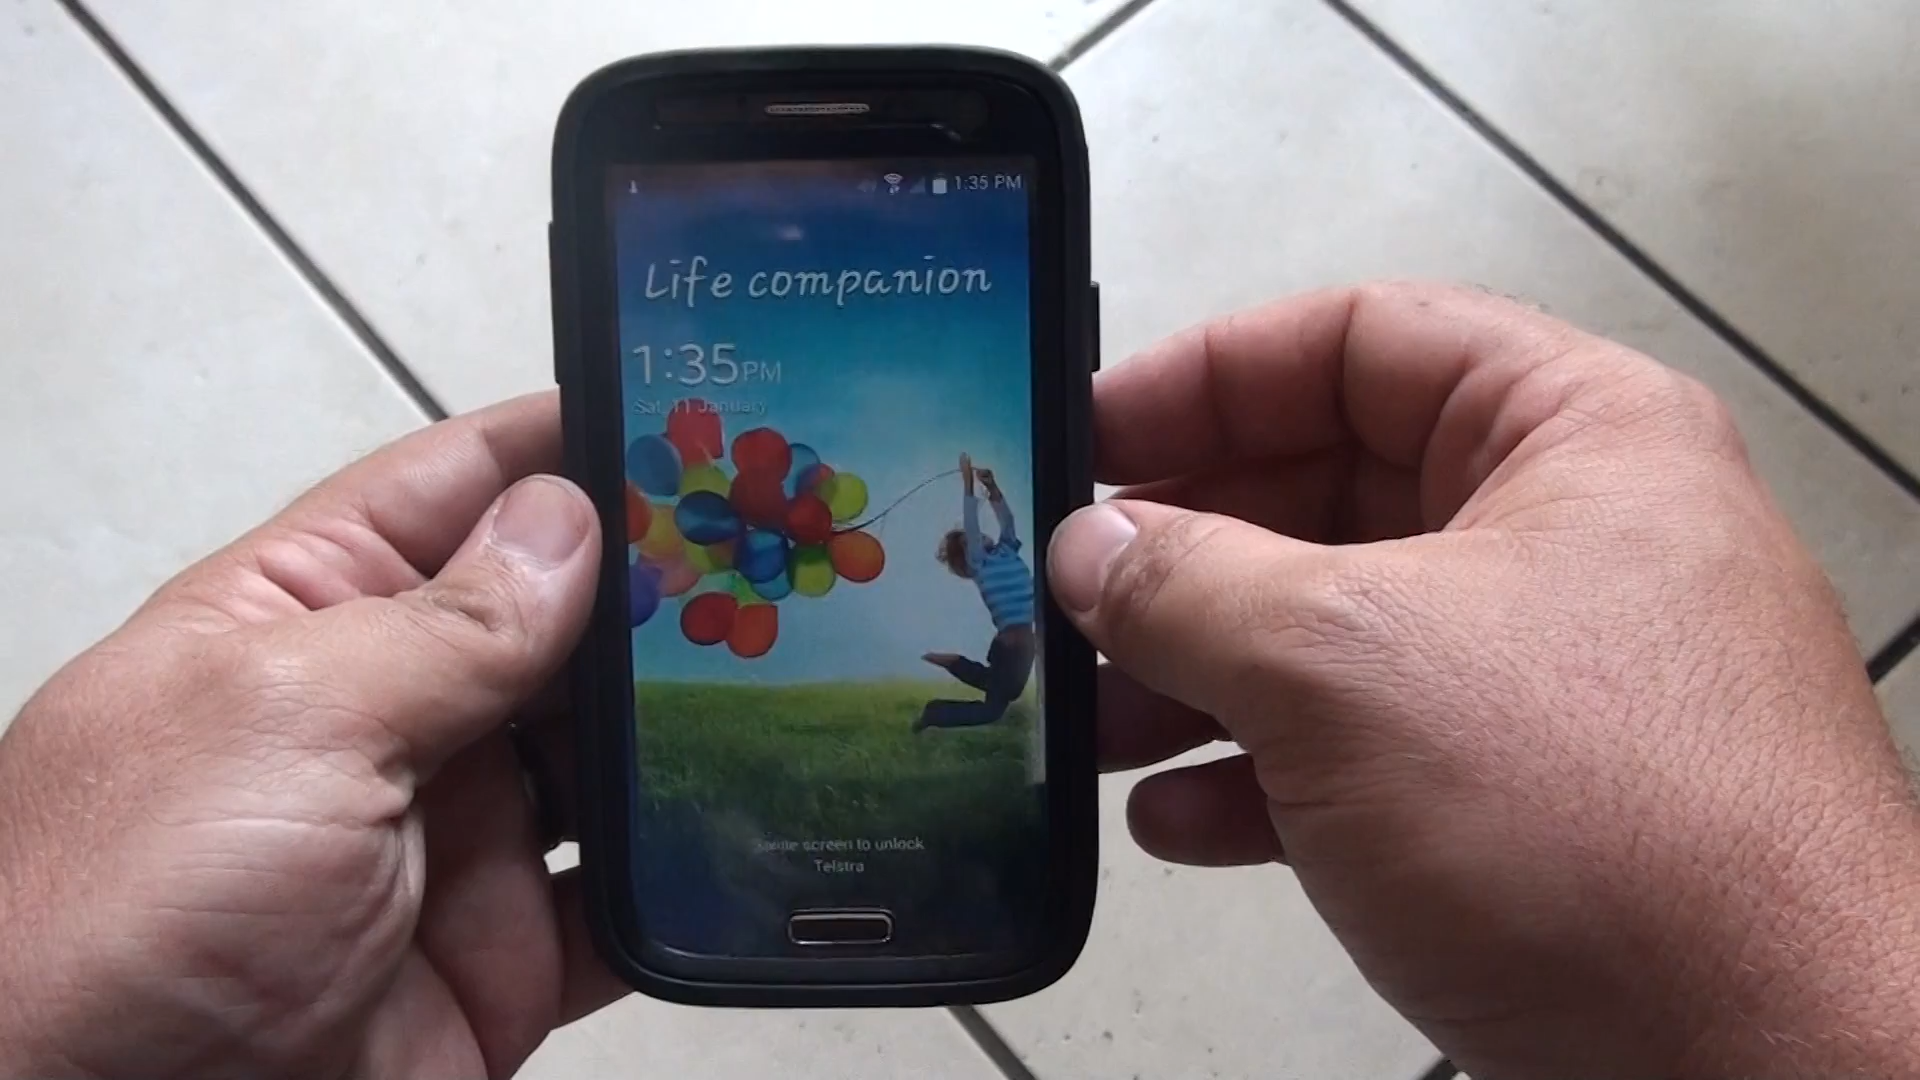 1:35 PM
Life companion
1:35PM
Sat, 11 January
Swipe screen to unlock
Telstra